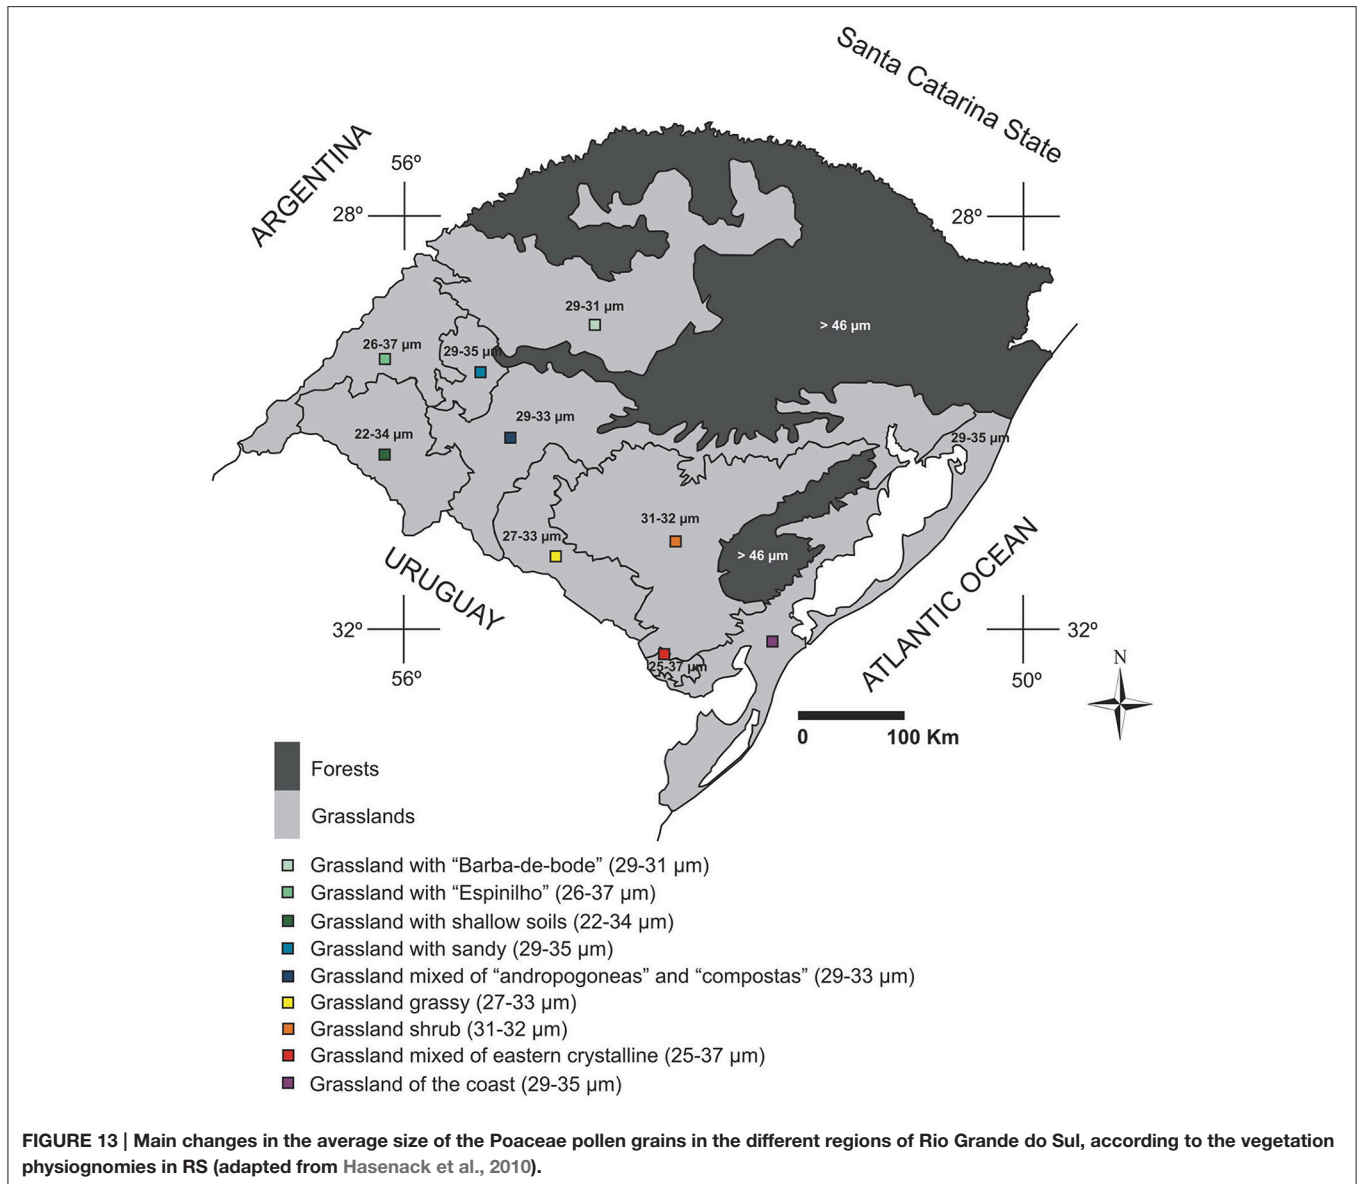 Santa Catarina State
ARGENTINA
56º
28º
28º
29-31 µm
> 46 µm
26-37 µm
29-35 µm
29-33 µm
22-34 µm
29-35 µm
31-32 µm
27-33 µm
> 46 µm
URUGUAY
ATLANTIC OCEAN
32º
32º
25-37 µm
56º
50º
N
0 100 Km
Forests
Grasslands
Grassland with “Barba-de-bode” (29-31 µm)
Grassland with “Espinilho” (26-37 µm)
Grassland with shallow soils (22-34 µm)
Grassland with sandy (29-35 µm)
Grassland mixed of “andropogoneas” and “compostas” (29-33 µm)
Grassland grassy (27-33 µm)
Grassland shrub (31-32 µm)
Grassland mixed of eastern crystalline (25-37 µm)
Grassland of the coast (29-35 µm)
FIGURE 13 | Main changes in the average size of the Poaceae pollen grains in the different regions of Rio Grande do Sul, according to the vegetation
physiognomies in RS (adapted from Hasenack et al., 2010).